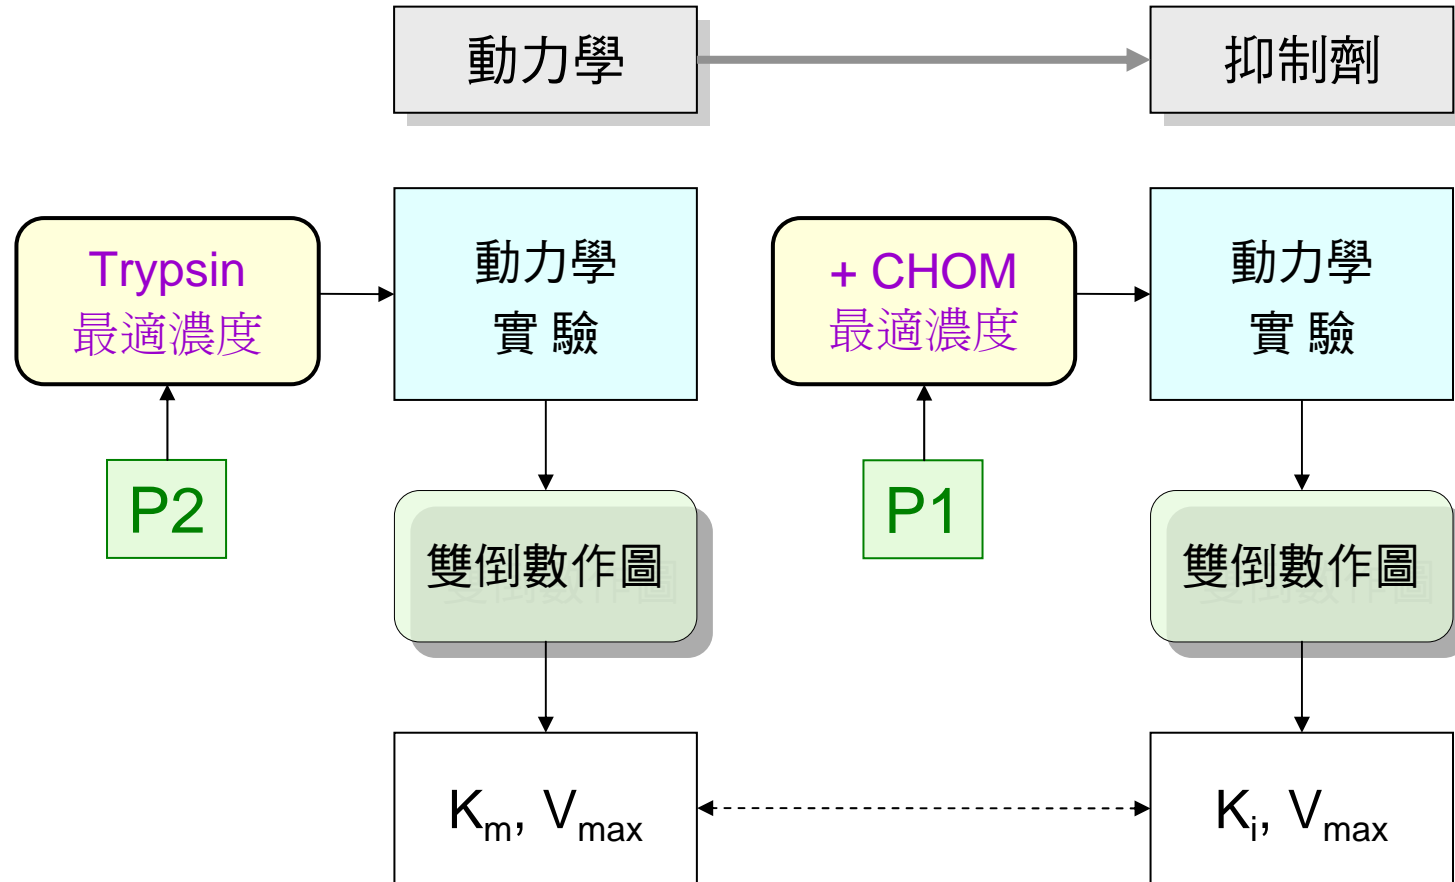 動力學
抑制劑
Trypsin
最適濃度
動力學
實 驗
+ CHOM
最適濃度
動力學
實 驗
P2
P1
雙倒數作圖
雙倒數作圖
Km, Vmax
Ki, Vmax